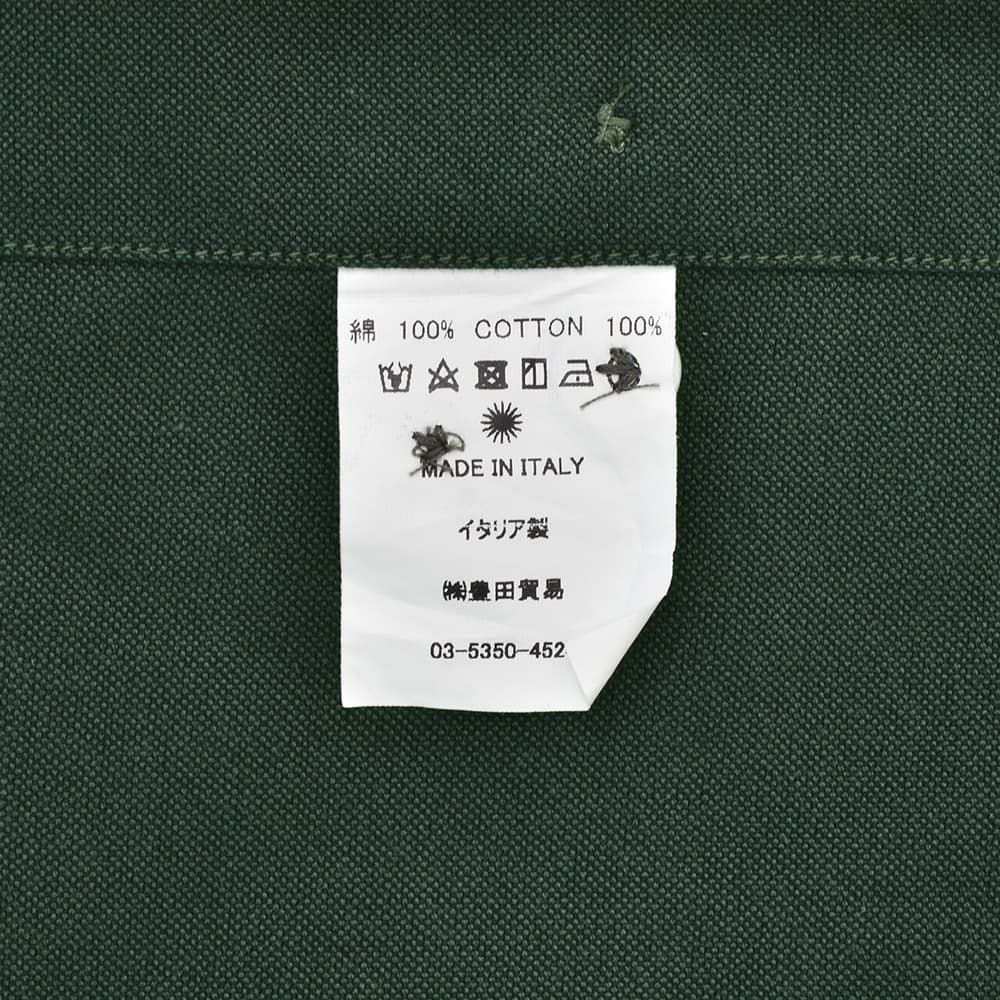 綿 100% COTTON 100%
MADE IN ITALY
イタリア製
㈱豊田貿易
03-5350-452